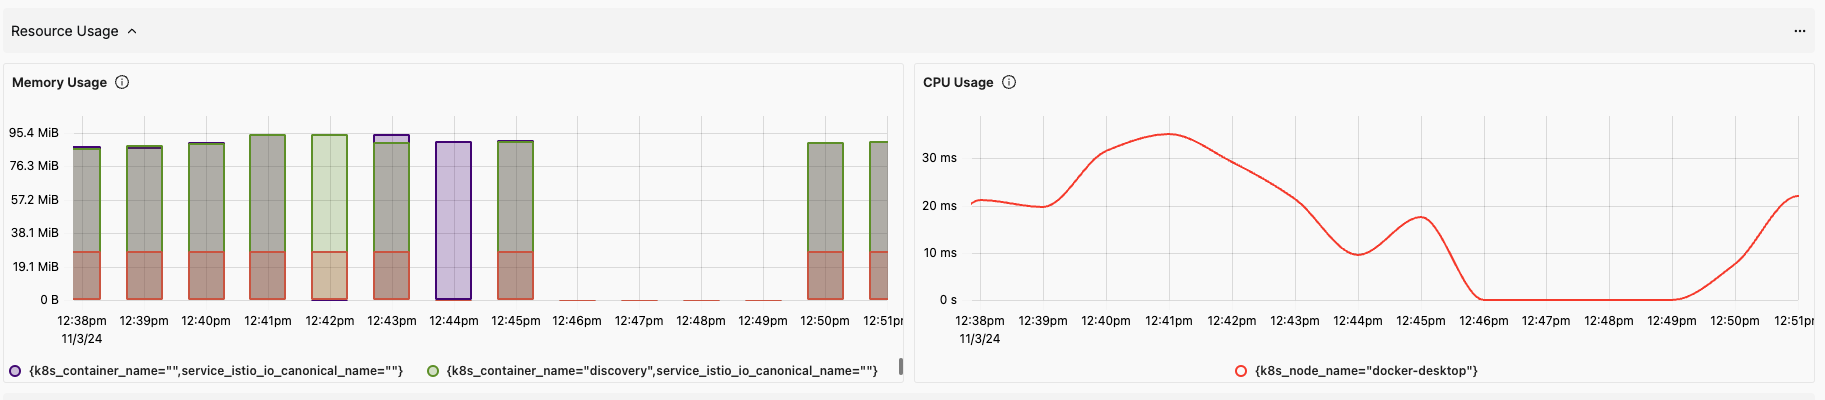 Resource Usage
...
Memory Usage
95.4 MiB
76.3 MiB
57.2 MiB
38.1 MiB
19.1 MiB
0 B
12:38pm 12:39pm 12:40pm 12:41pm 12:42pm 12:43pm 12:44pm 12:45pm 12:46pm 12:47pm 12:48pm 12:49pm 12:50pm 12:51p
11/3/24
{k8s_container_name="",service_istio_io_canonical_name=""} {k8s_container_name="discovery",service_istio_io_canonical_name=""}
CPU Usage
30 ms
20 ms
10 ms
0 s
12:38pm 12:39pm 12:40pm 12:41pm 12:42pm 12:43pm 12:44pm 12:45pm 12:46pm 12:47pm 12:48pm 12:49pm 12:50pm 12:51p
11/3/24
{k8s_node_name="docker-desktop"}